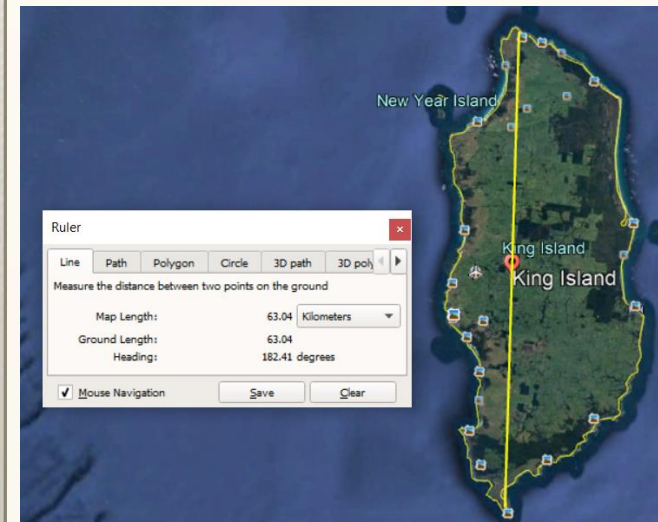 New Year Island
King Island
King Island
Ruler
Line Path Polygon Circle 3D path 3D poly
Measure the distance between two points on the ground
Map Length: 63.04 Kilometers
Ground Length: 63.04
Heading: 182.41 degrees
Mouse Navigation Save Clear